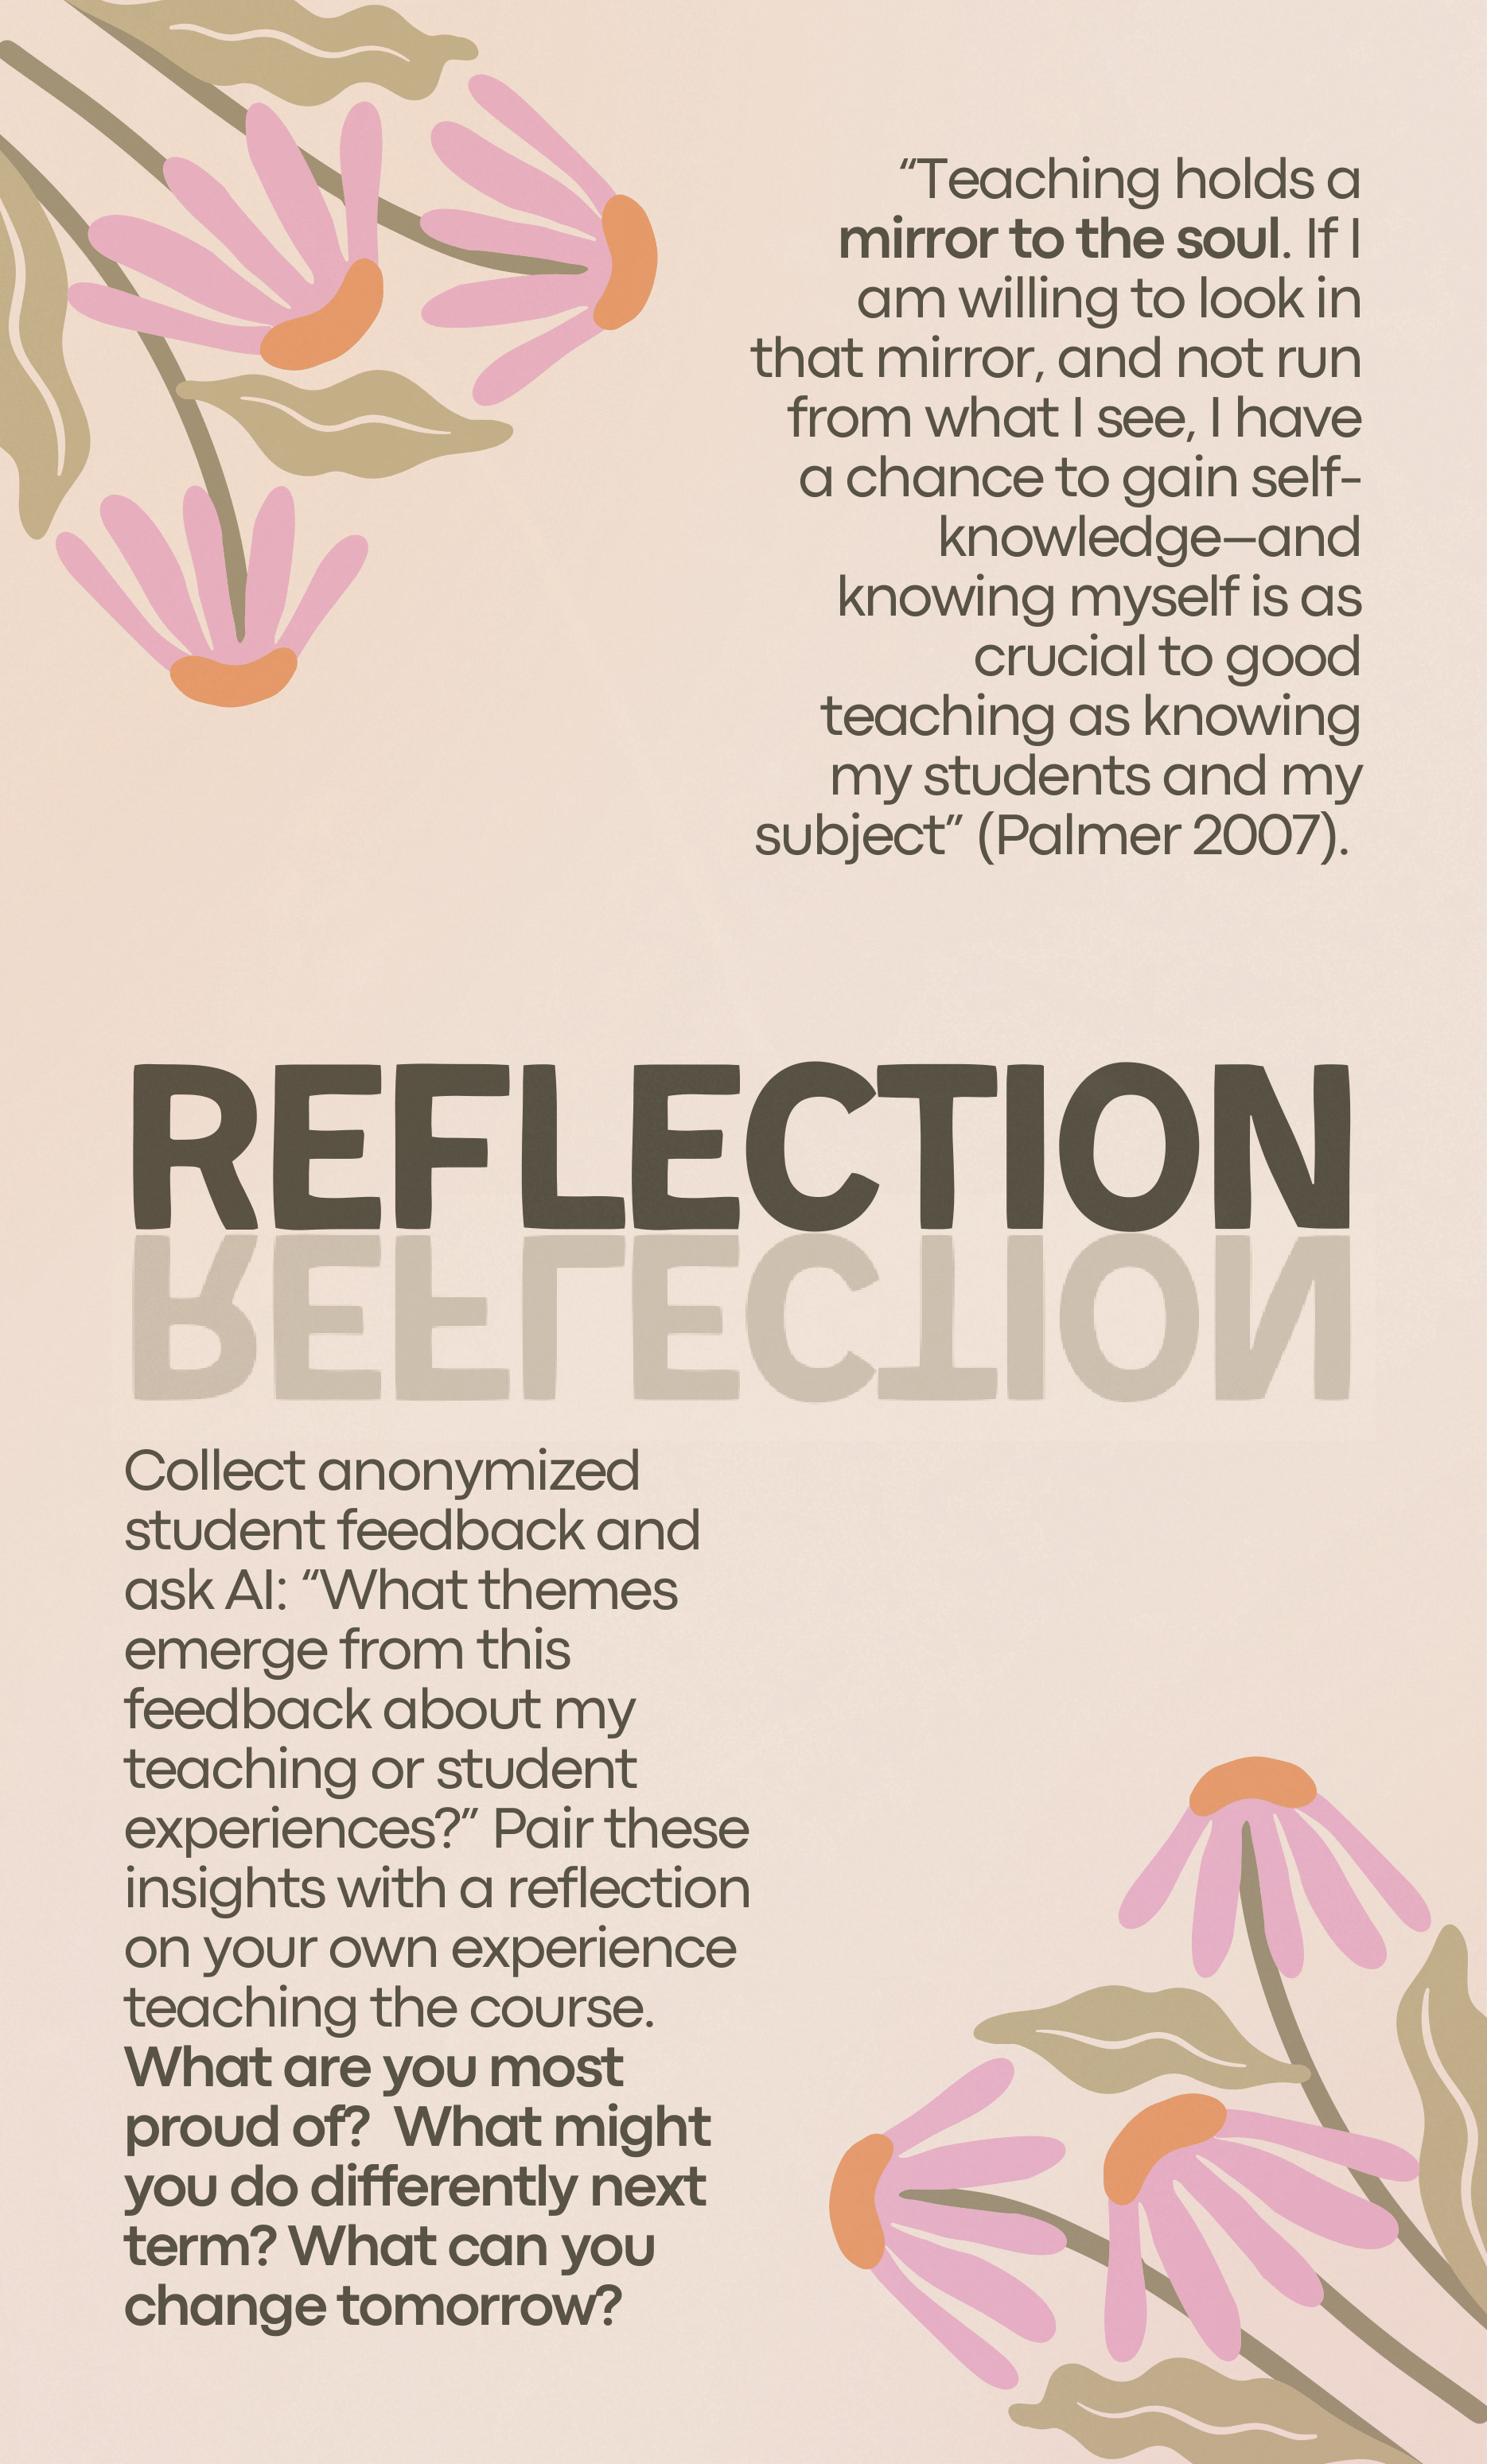 “Teaching holds a
mirror to the soul. If I
am willing to look in
that mirror, and not run
from what I see, I have
a chance to gain self-
knowledge—and
knowing myself is as
crucial to good
teaching as knowing
my students and my
subject” (Palmer 2007).
REFLECTION
REFLECTION
Collect anonymized
student feedback and
ask AI: “What themes
emerge from this
feedback about my
teaching or student
experiences?” Pair these
insights with a reflection
on your own experience
teaching the course.
What are you most
proud of?  What might
you do differently next
term? What can you
change tomorrow?